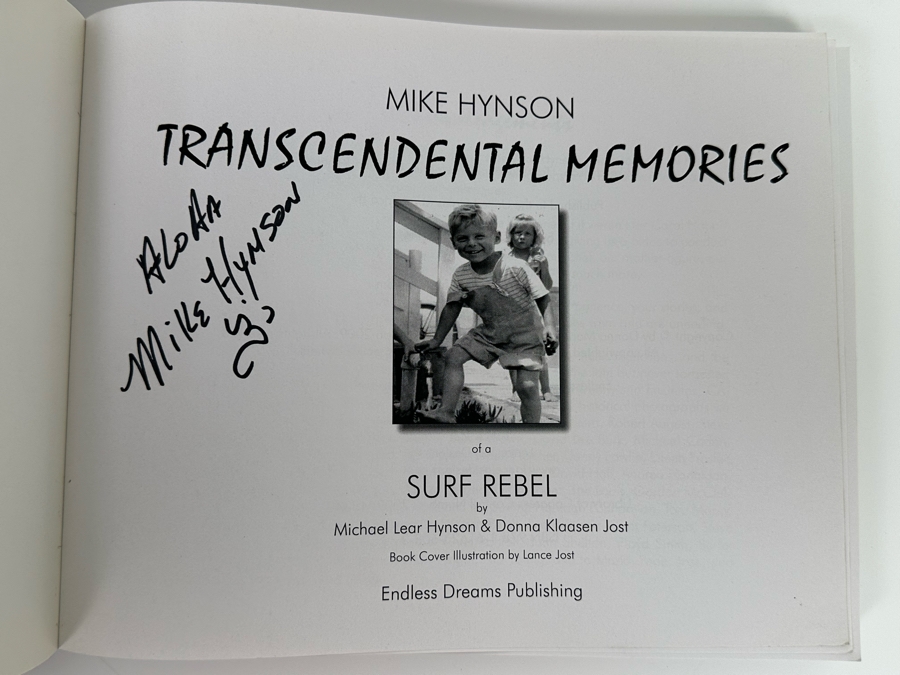 MIKE HYNSON
TRANSCENDENTAL MEMORIES
ALOHA
MIKE HYNSON
of a
SURF REBEL
by
Michael Lear Hynson & Donna Klaasen Jost
Book Cover Illustration by Lance Jost
Endless Dreams Publishing